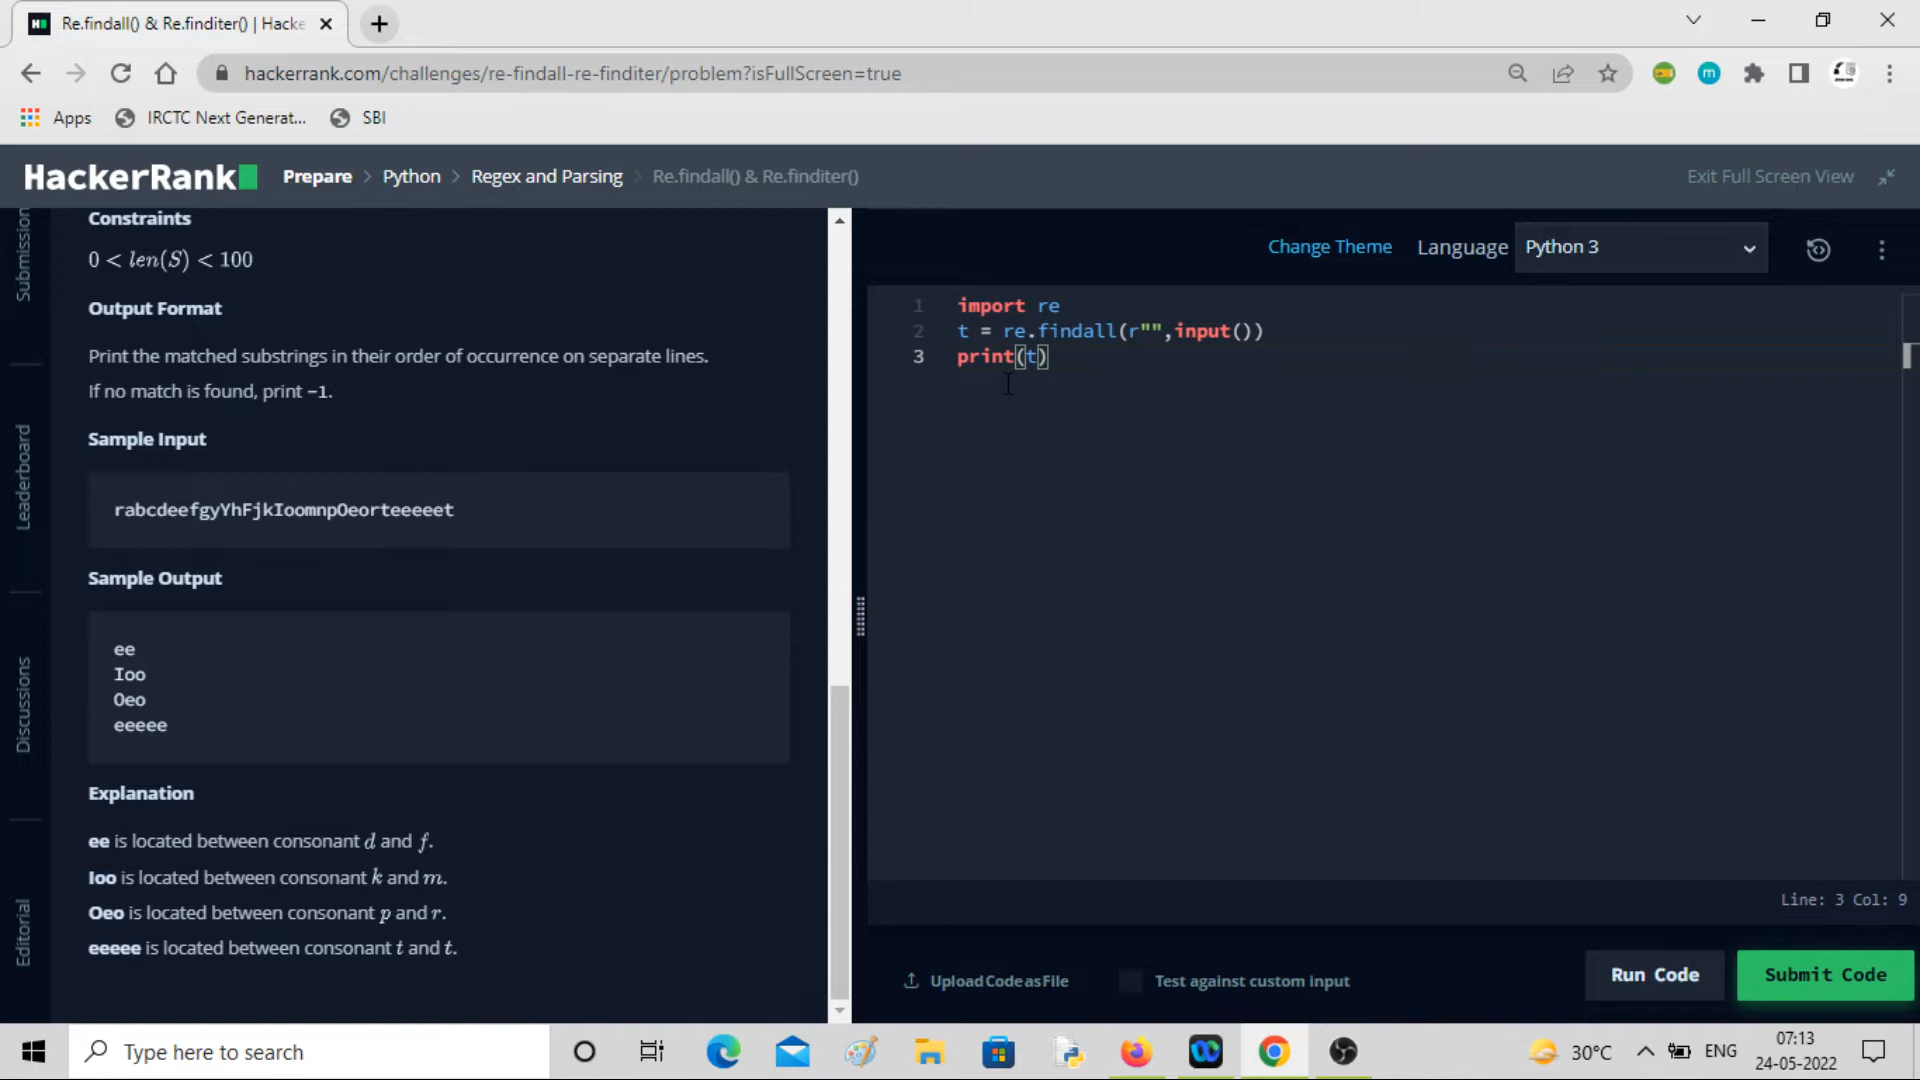 Re.findall() & Re.finditer() | Hacke
hackerrank.com/challenges/re-findall-re-finditer/problem?isFullScreen=true
m
Apps
IRCTC Next Generat...
SBI
HackerRank
Prepare > Python > Regex and Parsing > Re.findall() & Re.finditer()
Exit Full Screen View
Submission
Leaderboard
Discussions
Editorial
Constraints
0 < len(S) < 100
Output Format
Print the matched substrings in their order of occurrence on separate lines.
If no match is found, print -1.
Sample Input
rabcdeefgyYhFjkIoomnpOeorteeeeet
Sample Output
ee
Ioo
Oeo
eeeee
Explanation
ee is located between consonant d and f.
Ioo is located between consonant k and m.
Oeo is located between consonant p and r.
eeeee is located between consonant t and t.
Change Theme
Language
Python 3
1 import re
2 t = re.findall(r"",input())
3 print(t)
Line: 3 Col: 9
Upload Code as File
Test against custom input
Run Code
Submit Code
Type here to search
30°C
ENG
07:13
24-05-2022